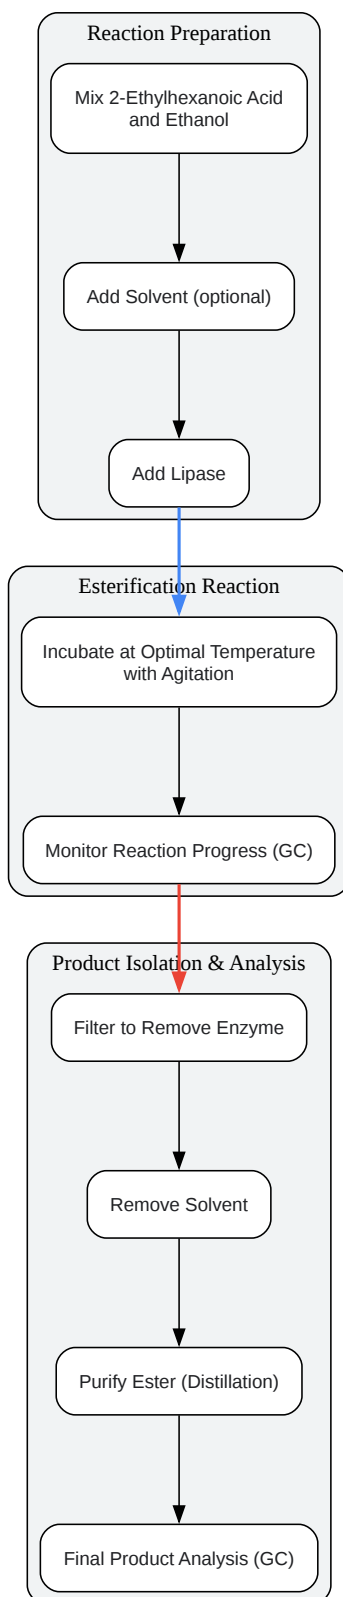 Reaction Preparation
Mix 2-Ethylhexanoic Acid
and Ethanol
Add Solvent (optional)
Add Lipase
Esterification Reaction
Incubate at Optimal Temperature
with Agitation
Monitor Reaction Progress (GC)
Product Isolation & Analysis
Filter to Remove Enzyme
Remove Solvent
Purify Ester (Distillation)
Final Product Analysis (GC)